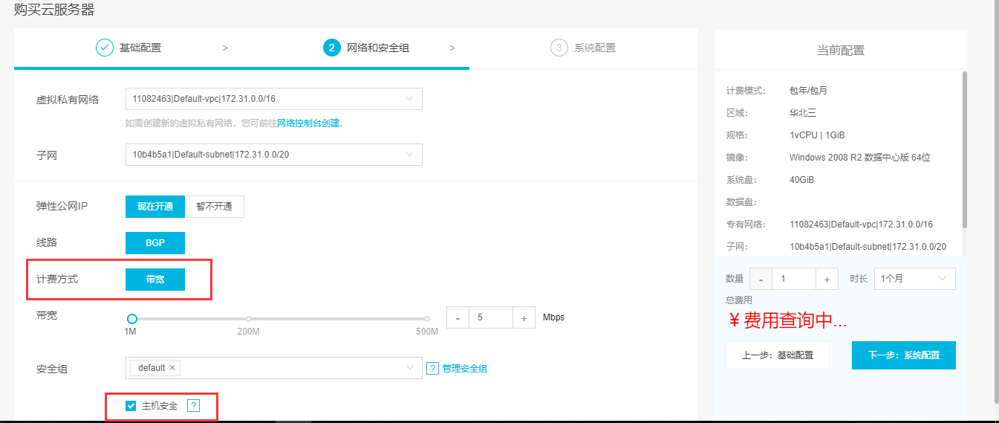 购买云服务器
基础配置 > 2 网络和安全组 > 3 系统配置
虚拟私有网络 11082463|Default-vpc|172.31.0.0/16
如需创建新的虚拟私有网络，您可前往网络控制台创建。
子网 10b4b5a1|Default-subnet|172.31.0.0/20
弹性公网IP 现在开通 暂不开通
线路 BGP
计费方式 带宽
带宽 1M 200M 500M - 5 + Mbps
安全组 default × ? 管理安全组
主机安全 ?
当前配置
计费模式： 包年/包月
区域： 华北三
规格： 1vCPU | 1GiB
镜像： Windows 2008 R2 数据中心版 64位
系统盘： 40GiB
数据盘：
专有网络： 11082463|Default-vpc|172.31.0.0/16
子网： 10b4b5a1|Default-subnet|172.31.0.0/20
数量 - 1 + 时长 1个月
总费用
￥费用查询中...
上一步：基础配置 下一步：系统配置